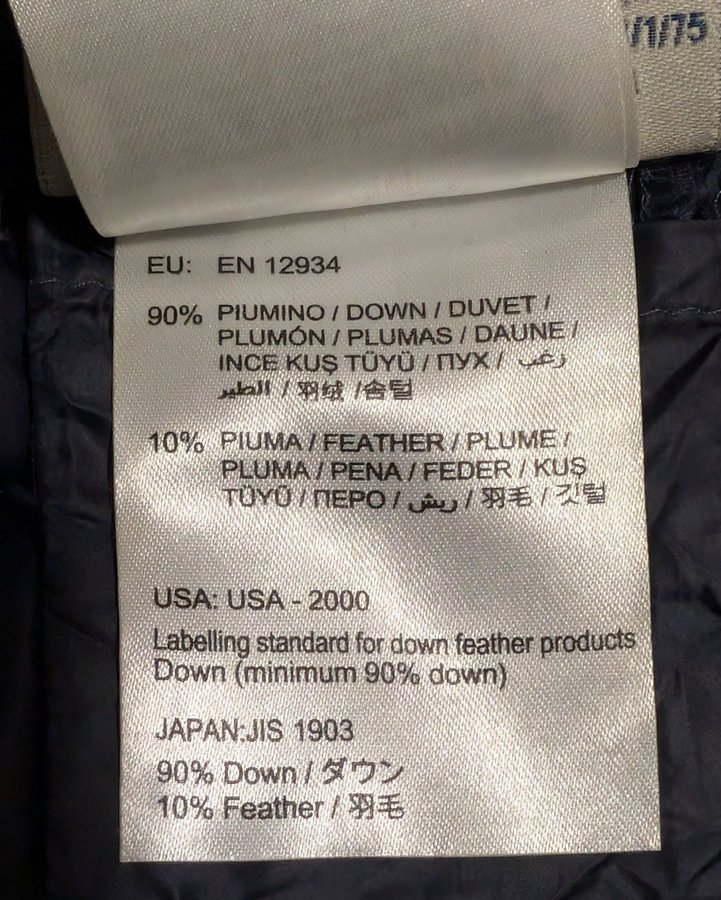 /1/75
EU: EN 12934
90% PIUMINO / DOWN / DUVET /
PLUMÓN / PLUMAS / DAUNE /
INCE KUŞ TÜYÜ / ПУХ / زغب
الطير / 羽绒 / 솜털
10% PIUMA / FEATHER / PLUME /
PLUMA / PENA / FEDER / KUŞ
TÜYÜ / ПЕРО / ريش / 羽毛 / 깃털
USA: USA - 2000
Labelling standard for down feather products
Down (minimum 90% down)
JAPAN:JIS 1903
90% Down / ダウン
10% Feather / 羽毛